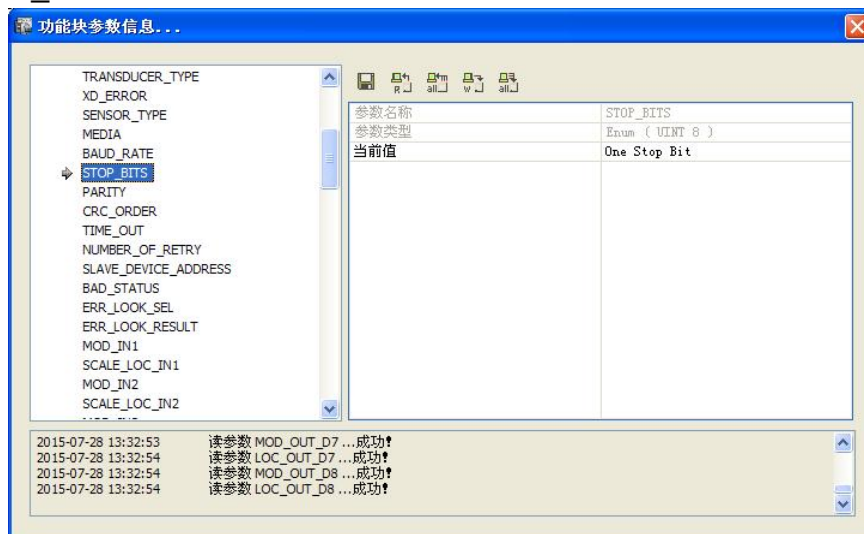 功能块参数信息...
R
all
w
all
TRANSDUCER_TYPE
XD_ERROR
SENSOR_TYPE
MEDIA
BAUD_RATE
STOP_BITS
PARITY
CRC_ORDER
TIME_OUT
NUMBER_OF_RETRY
SLAVE_DEVICE_ADDRESS
BAD_STATUS
ERR_LOOK_SEL
ERR_LOOK_RESULT
MOD_IN1
SCALE_LOC_IN1
MOD_IN2
SCALE_LOC_IN2
参数名称 STOP_BITS
参数类型 Enum ( UINT 8 )
当前值 One Stop Bit
2015-07-28 13:32:53 读参数 MOD_OUT_D7 ...成功!
2015-07-28 13:32:54 读参数 LOC_OUT_D7 ...成功!
2015-07-28 13:32:54 读参数 MOD_OUT_D8 ...成功!
2015-07-28 13:32:54 读参数 LOC_OUT_D8 ...成功!